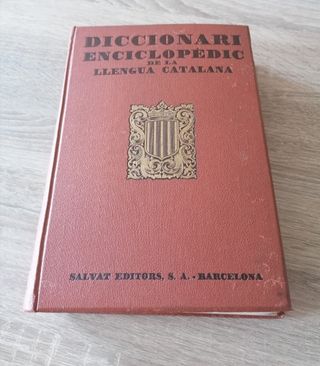 DICCIONARI
ENCICLOPÈDIC
DE LA
LLENGUA CATALANA
SALVAT EDITORS, S. A. - BARCELONA